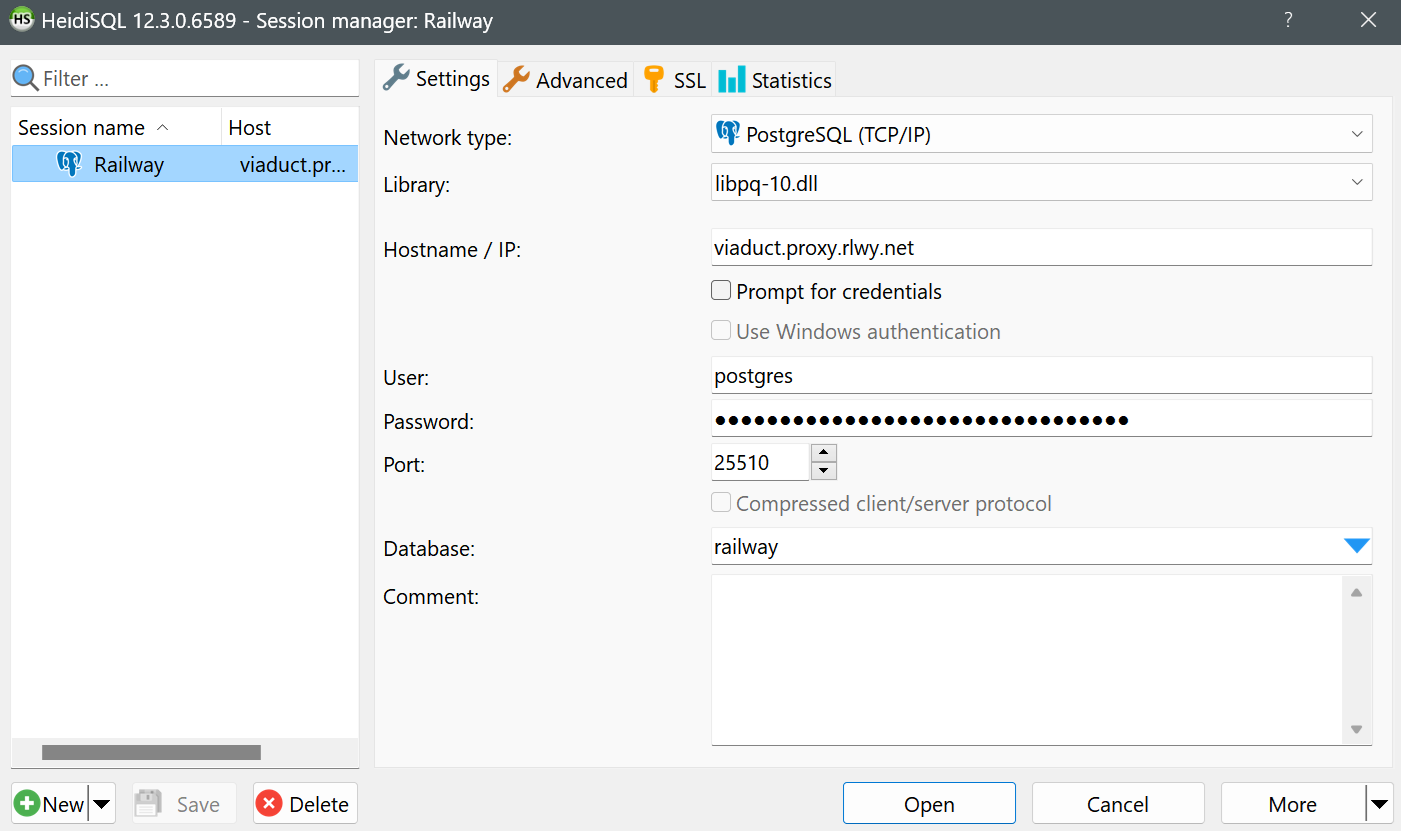 HS HeidiSQL 12.3.0.6589 - Session manager: Railway ?
Filter ...
Session name Host
Railway viaduct.pr...
Settings Advanced SSL Statistics
Network type: PostgreSQL (TCP/IP)
Library: libpq-10.dll
Hostname / IP: viaduct.proxy.rlwy.net
Prompt for credentials
Use Windows authentication
User: postgres
Password: ●●●●●●●●●●●●●●●●●●●●●●●●●●●●●●●●
Port: 25510
Compressed client/server protocol
Database: railway
Comment:
New Save Delete Open Cancel More